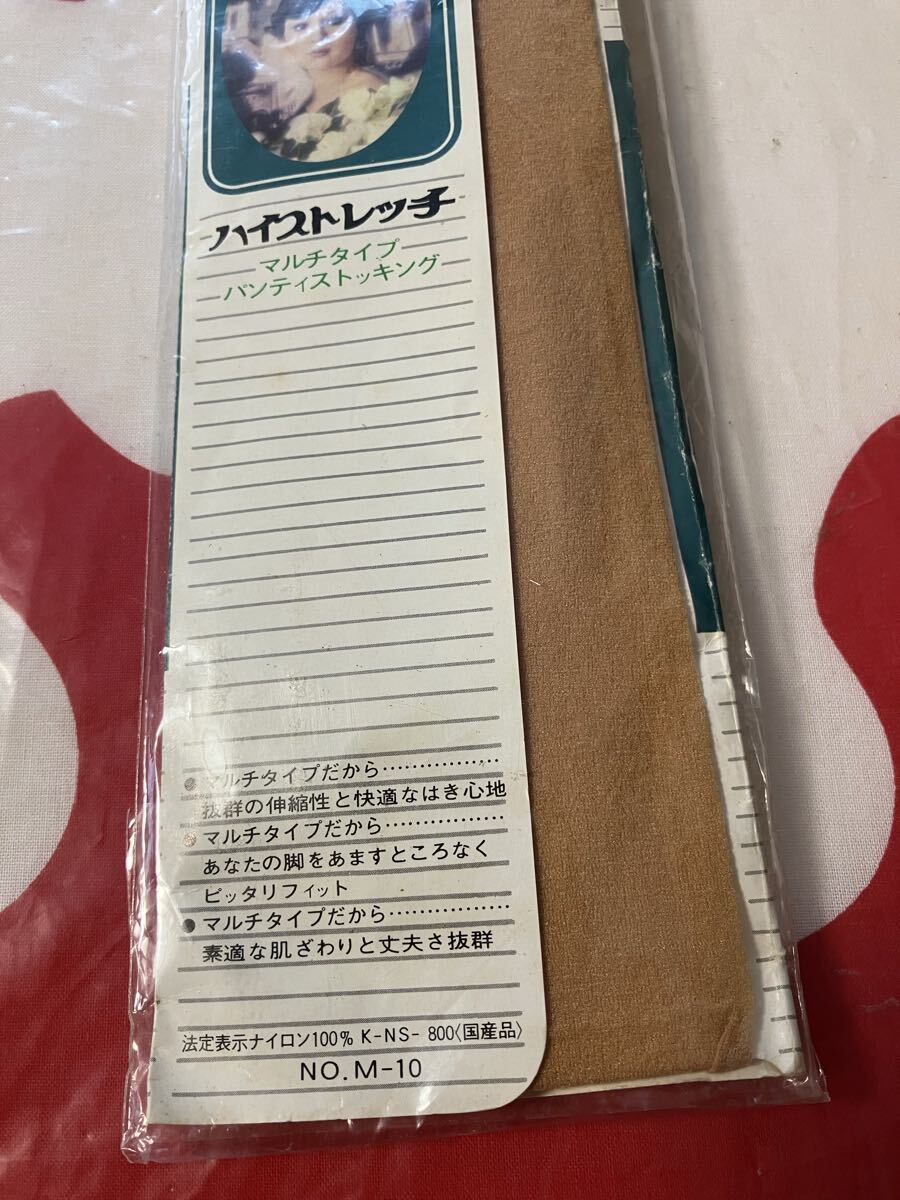 ハイストレッチ
マルチタイプ
パンティストッキング
●マルチタイプだから……………
抜群の伸縮性と快適なはき心地
●マルチタイプだから……………
あなたの脚をあますところなく
ピッタリフィット
●マルチタイプだから……………
素適な肌ざわりと丈夫さ抜群
法定表示ナイロン100% K-NS-800〈国産品〉
NO.M-10